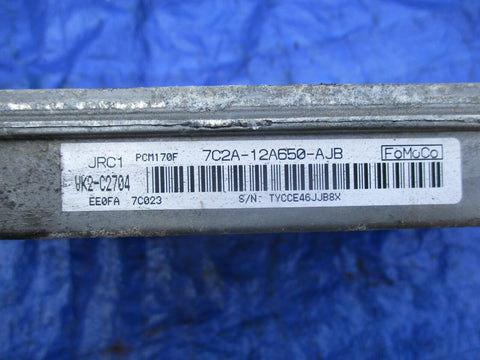 JRC1 PCM170F 7C2A-12A650-AJB FoMoCo
VK2-C2704
EE0FA 7C023 S/N: TYCCE46JJB8X